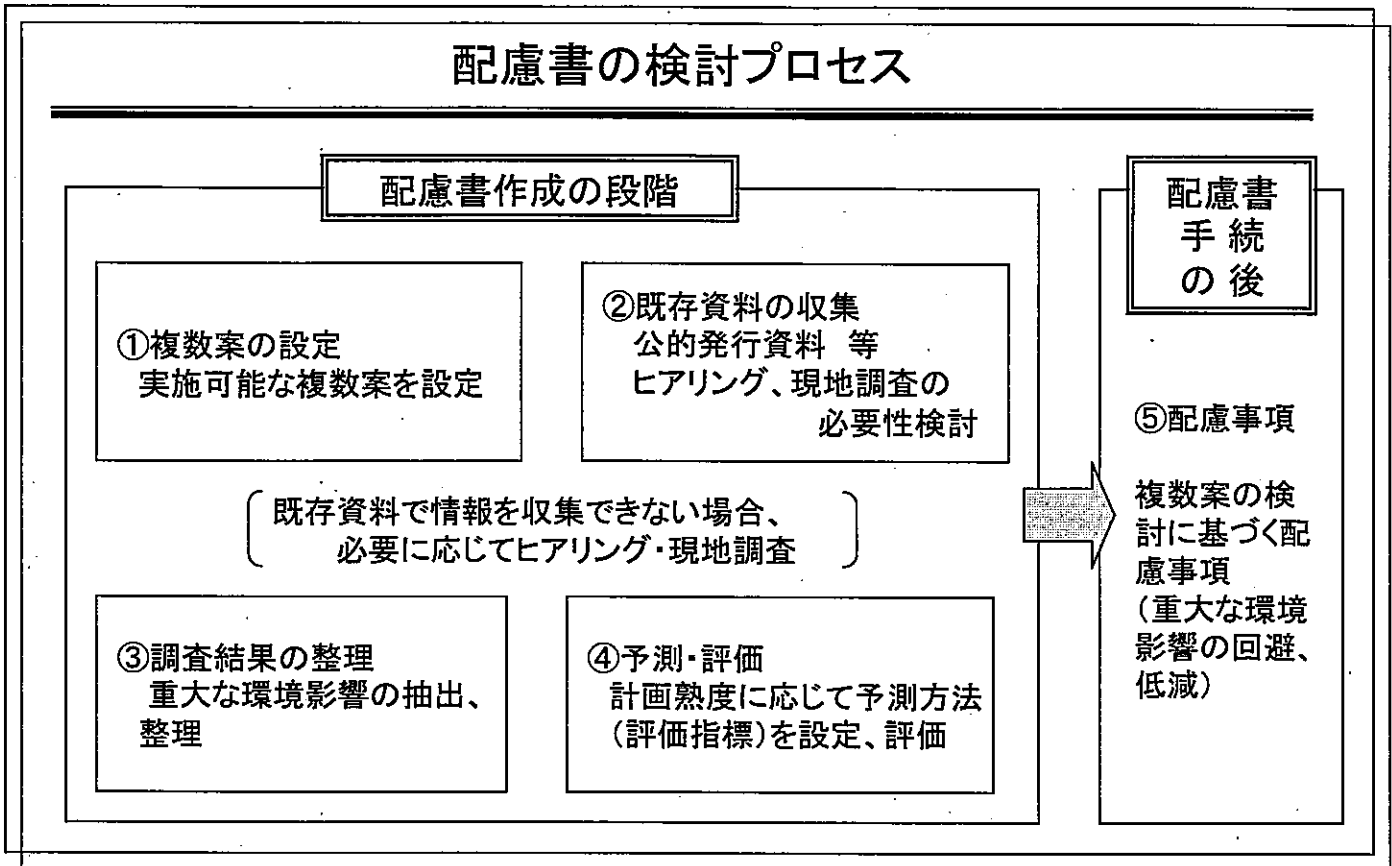 配慮書の検討プロセス
配慮書作成の段階
①複数案の設定
実施可能な複数案を設定
②既存資料の収集
公的発行資料 等
ヒアリング、現地調査の
必要性検討
既存資料で情報を収集できない場合、
必要に応じてヒアリング・現地調査
③調査結果の整理
重大な環境影響の抽出、
整理
④予測・評価
計画熟度に応じて予測方法
(評価指標)を設定、評価
配慮書
手 続
の 後
⑤配慮事項
複数案の検
討に基づく配
慮事項
(重大な環境
影響の回避、
低減)